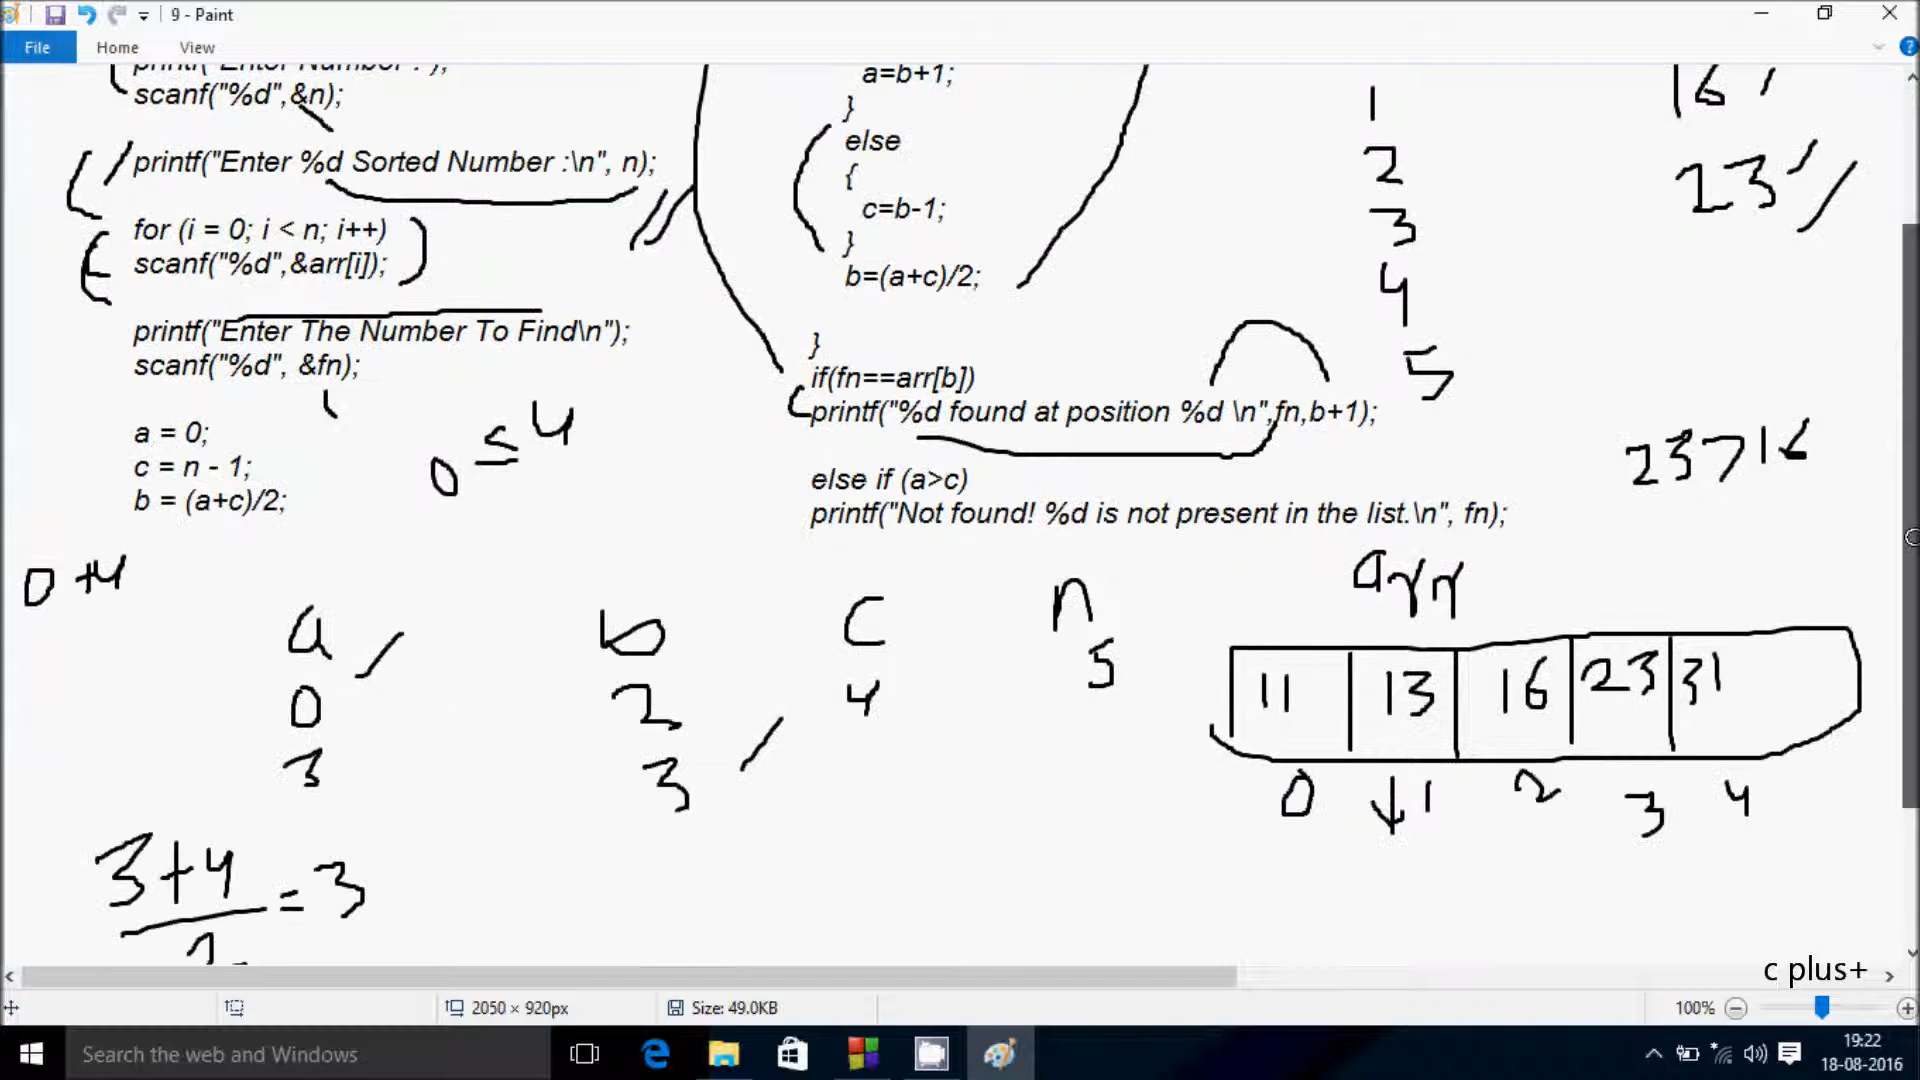 9 - Paint
File Home View
scanf("%d",&n);
printf("Enter %d Sorted Number :\n", n);
for (i = 0; i < n; i++)
scanf("%d",&arr[i]);
printf("Enter The Number To Find\n");
scanf("%d", &fn);
a = 0;
c = n - 1;
b = (a+c)/2;
0 ≤ 4
a=b+1;
}
else
{
c=b-1;
}
b=(a+c)/2;
}
if(fn==arr[b])
printf("%d found at position %d \n",fn,b+1);
else if (a>c)
printf("Not found! %d is not present in the list.\n", fn);
1
2
3
4
5
16
23
23716
0+4
a b c n arr
0 2 4 5
3 3
11 13 16 23 31
0 1 2 3 4
3+4
= 3
2
c plus+
2050 × 920px Size: 49.0KB 100%
Search the web and Windows
19:22
18-08-2016